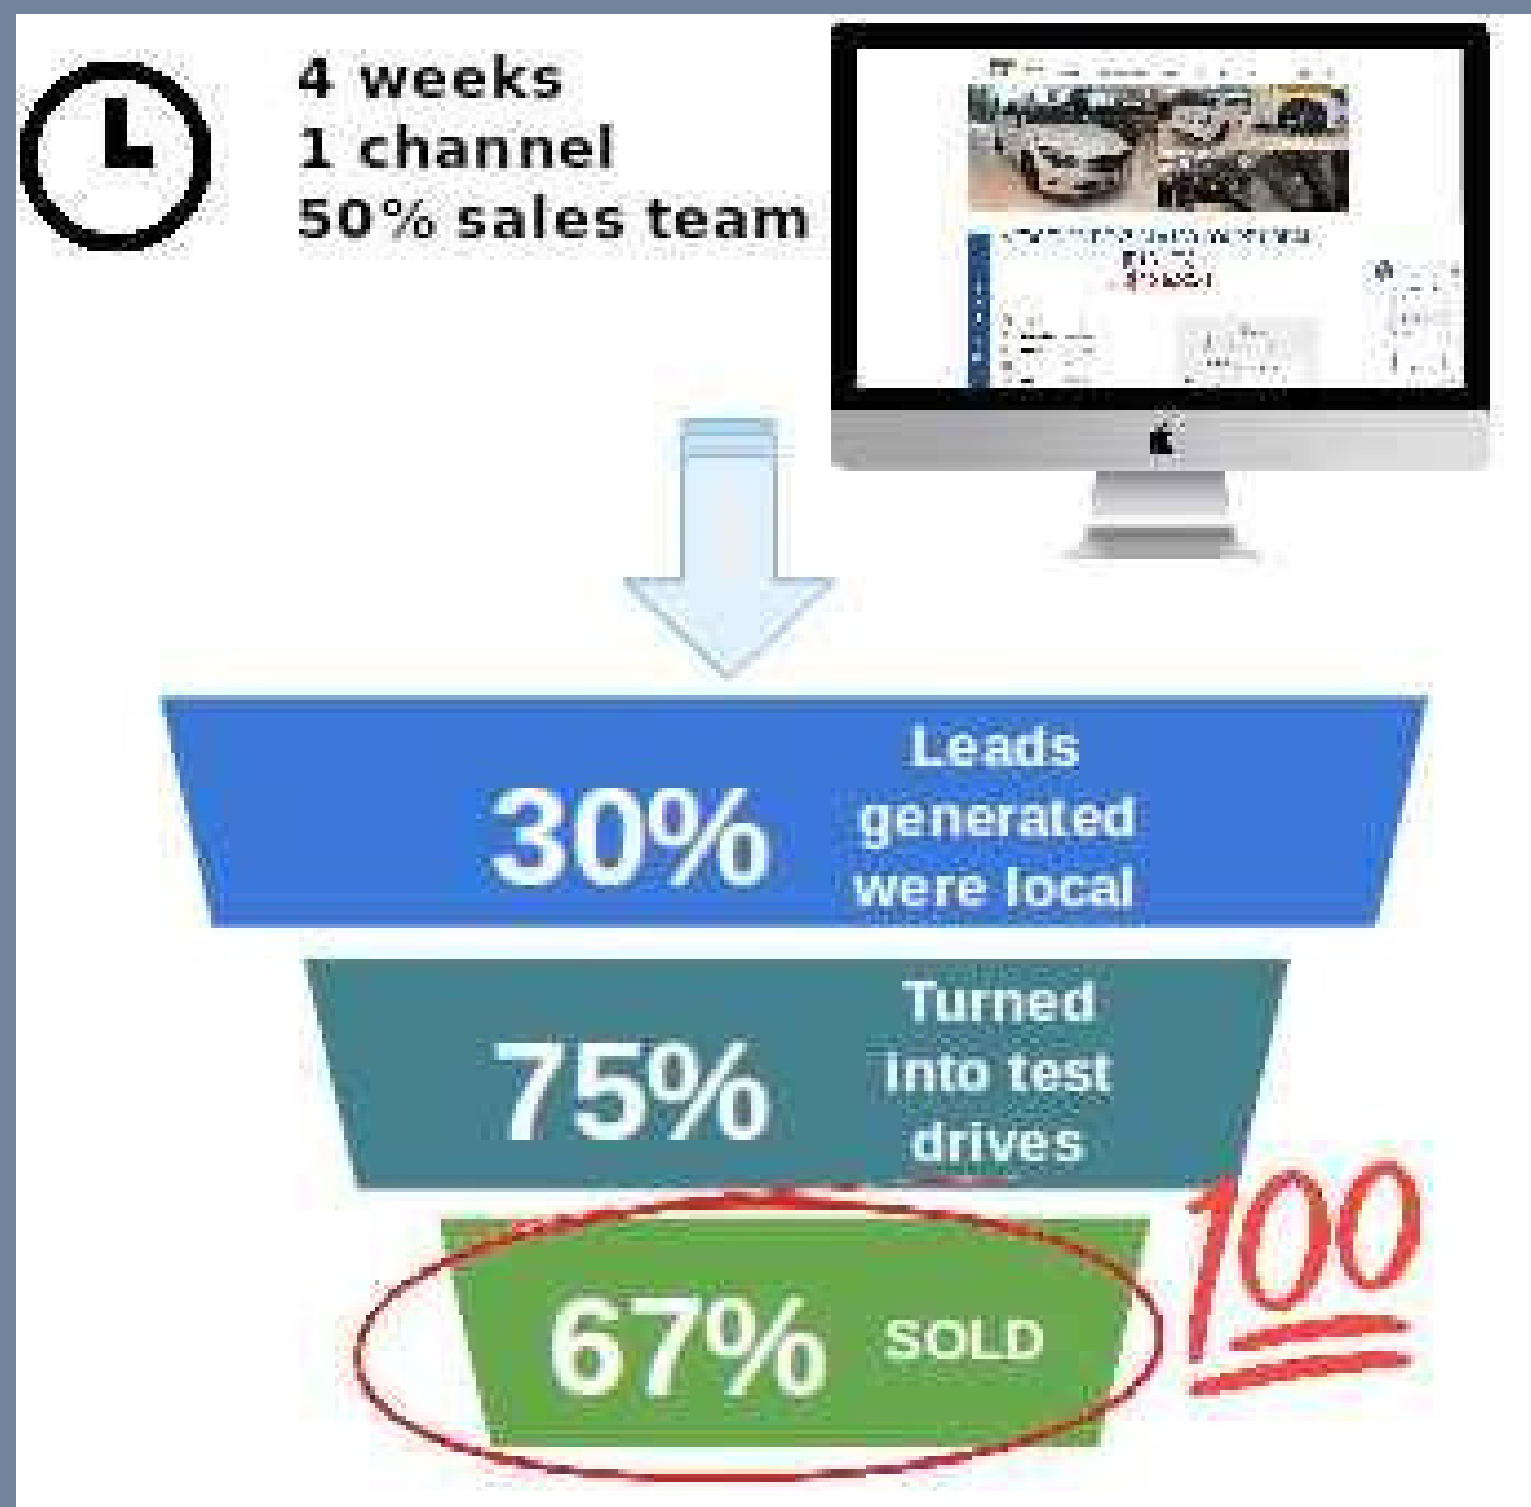 4 weeks
1 channel
50% sales team
30%
Leads
generated
were local
75%
Turned
into test
drives
67% SOLD
100